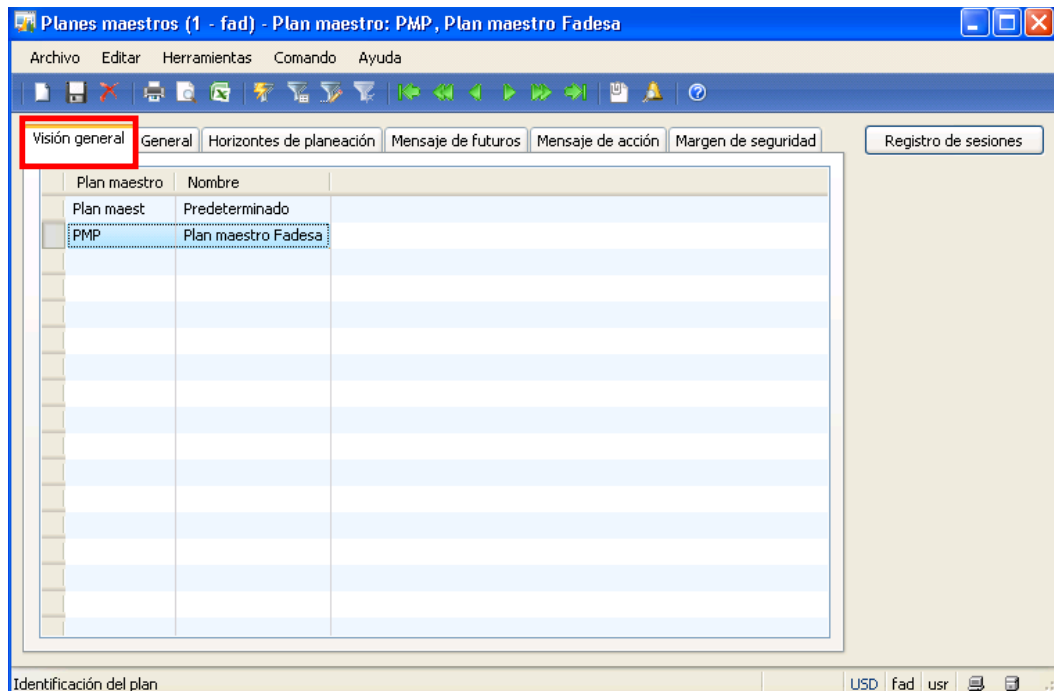 Planes maestros (1 - fad) - Plan maestro: PMP, Plan maestro Fadesa
Archivo Editar Herramientas Comando Ayuda
Visión general General Horizontes de planeación Mensaje de futuros Mensaje de acción Margen de seguridad Registro de sesiones
Plan maestro Nombre
Plan maest Predeterminado
PMP Plan maestro Fadesa
Identificación del plan USD fad usr